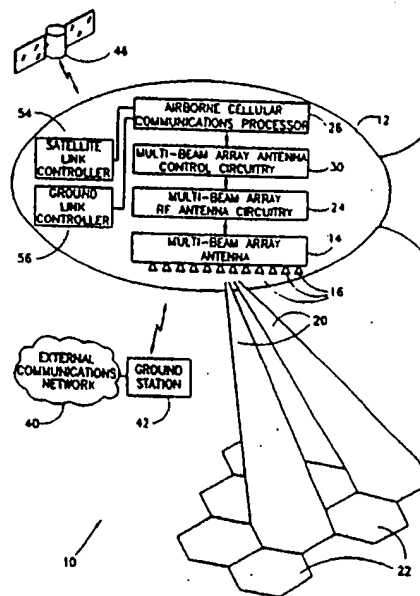 44
54
12
AIRBORNE CELLULAR
COMMUNICATIONS PROCESSOR
26
SATELLITE
LINK
CONTROLLER
MULTI-BEAM ARRAY ANTENNA
CONTROL CIRCUITRY
30
GROUND
LINK
CONTROLLER
MULTI-BEAM ARRAY
RF ANTENNA CIRCUITRY
24
56
MULTI-BEAM ARRAY
ANTENNA
14
16
20
EXTERNAL
COMMUNICATIONS
NETWORK
GROUND
STATION
40
42
10
22